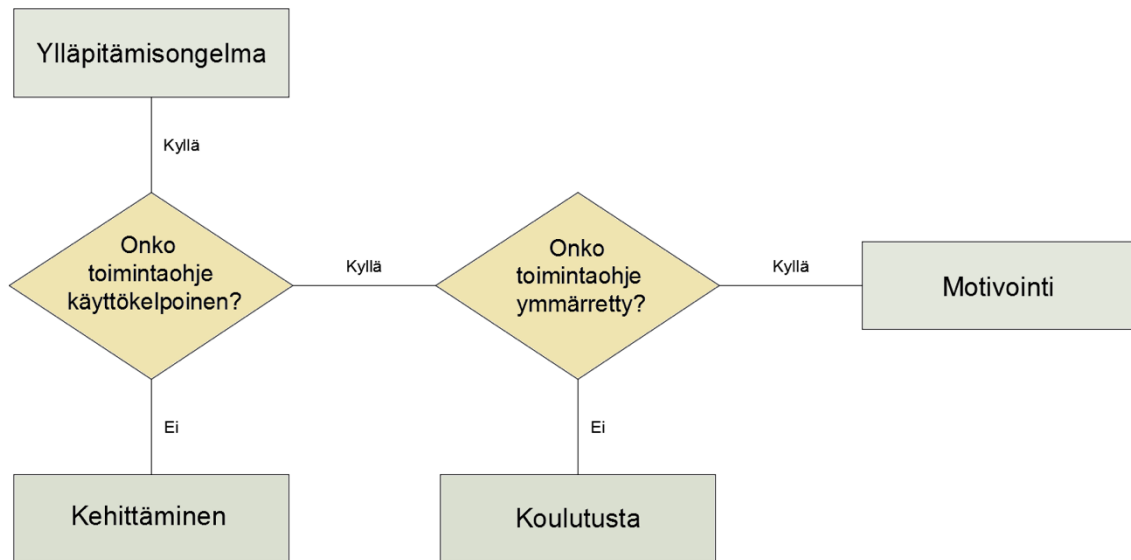 Ylläpitämisongelma
Kyllä
Onko
toimintaohje
käyttökelpoinen?
Kyllä
Onko
toimintaohje
ymmärretty?
Kyllä
Motivointi
Ei
Ei
Kehittäminen
Koulutusta